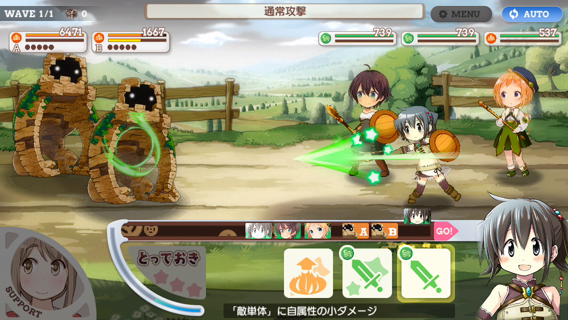 WAVE 1/1 0
通常攻撃
MENU
AUTO
6471
1667
A
B
739
739
537
A
B
GO!
とっておき
SUPPORT
「敵単体」に自属性の小ダメージ